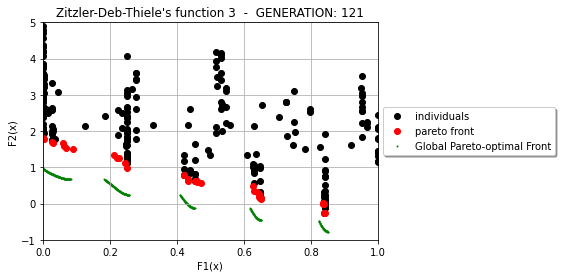 Zitzler-Deb-Thiele's function 3 - GENERATION: 121
5
4
3
2
1
0
−1
F2(x)
0.0 0.2 0.4 0.6 0.8 1.0
F1(x)
individuals
pareto front
Global Pareto-optimal Front